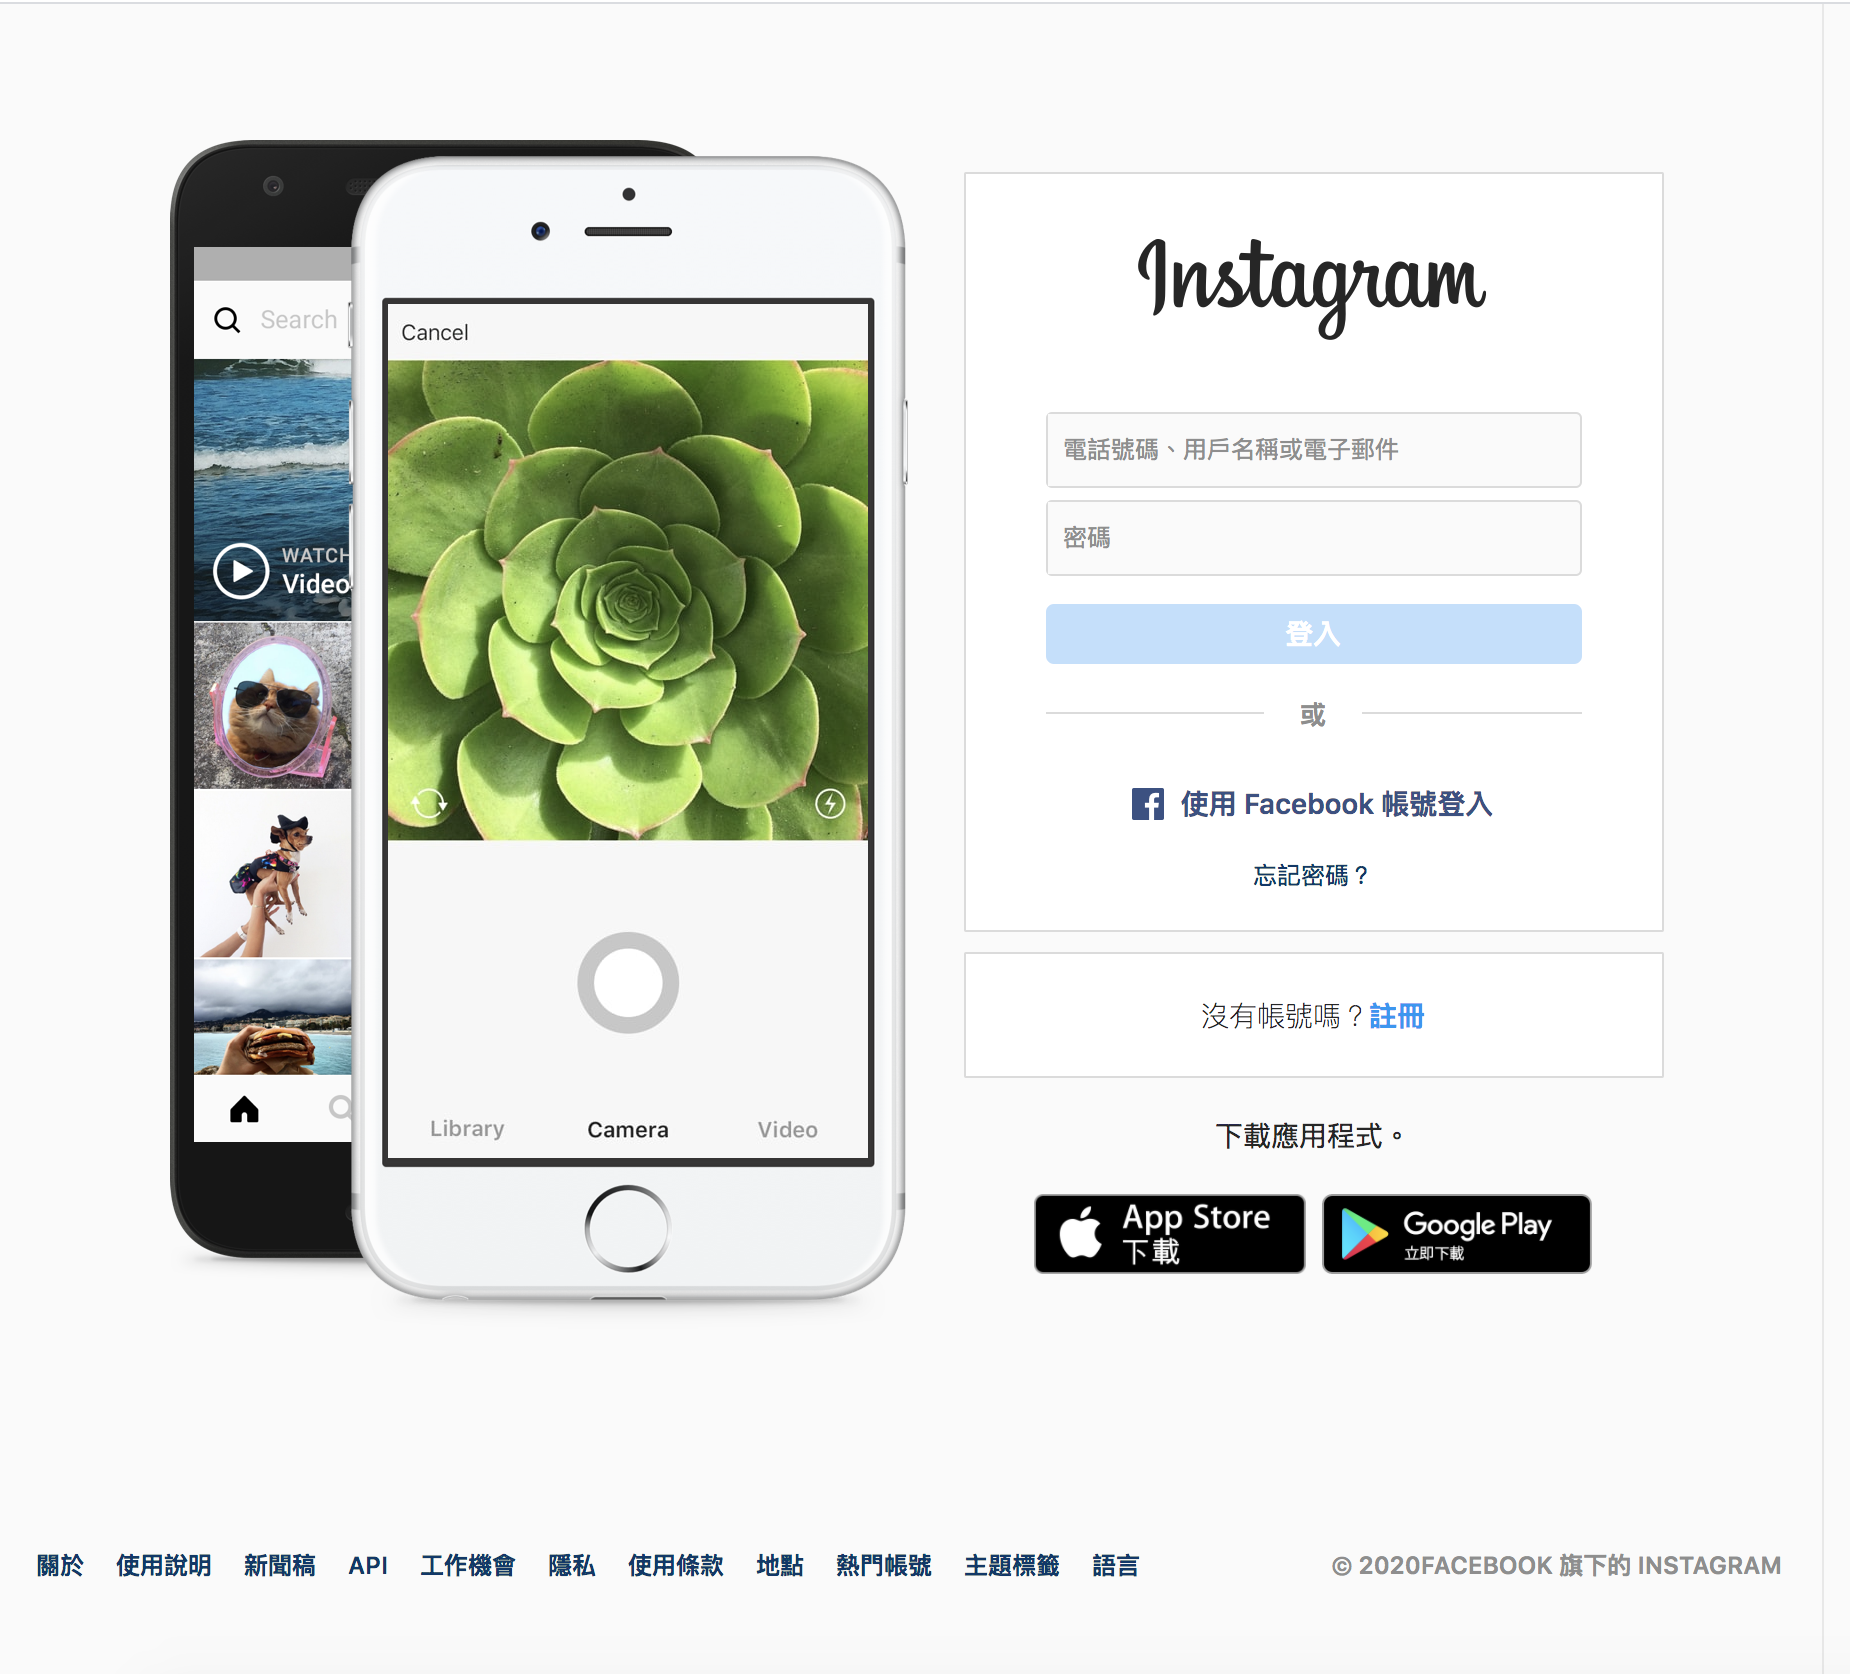 Search
WATCH
Video
Cancel
Library Camera Video
Instagram
電話號碼、用戶名稱或電子郵件
密碼
登入
或
使用 Facebook 帳號登入
忘記密碼？
沒有帳號嗎？註冊
下載應用程式。
App Store
下載
Google Play
立即下載
關於 使用說明 新聞稿 API 工作機會 隱私 使用條款 地點 熱門帳號 主題標籤 語言 © 2020FACEBOOK 旗下的 INSTAGRAM